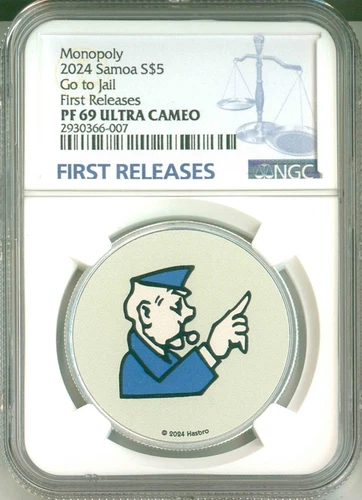 Monopoly
2024 Samoa S$5
Go to Jail
First Releases
PF 69 ULTRA CAMEO
2930366-007
FIRST RELEASES
NGC
© 2024 Hasbro